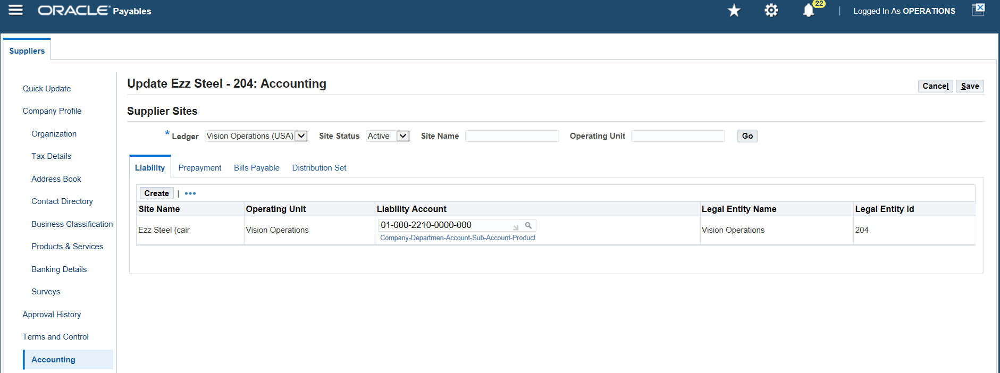 ORACLE Payables
22
Logged In As OPERATIONS
Suppliers
Quick Update
Company Profile
Organization
Tax Details
Address Book
Contact Directory
Business Classification
Products & Services
Banking Details
Surveys
Approval History
Terms and Control
Accounting
Update Ezz Steel - 204: Accounting
Cancel Save
Supplier Sites
* Ledger Vision Operations (USA) Site Status Active Site Name Operating Unit Go
Liability Prepayment Bills Payable Distribution Set
Create | •••
Site Name Operating Unit Liability Account Legal Entity Name Legal Entity Id
Ezz Steel (cair Vision Operations 01-000-2210-0000-000 Vision Operations 204
Company-Departmen-Account-Sub-Account-Product